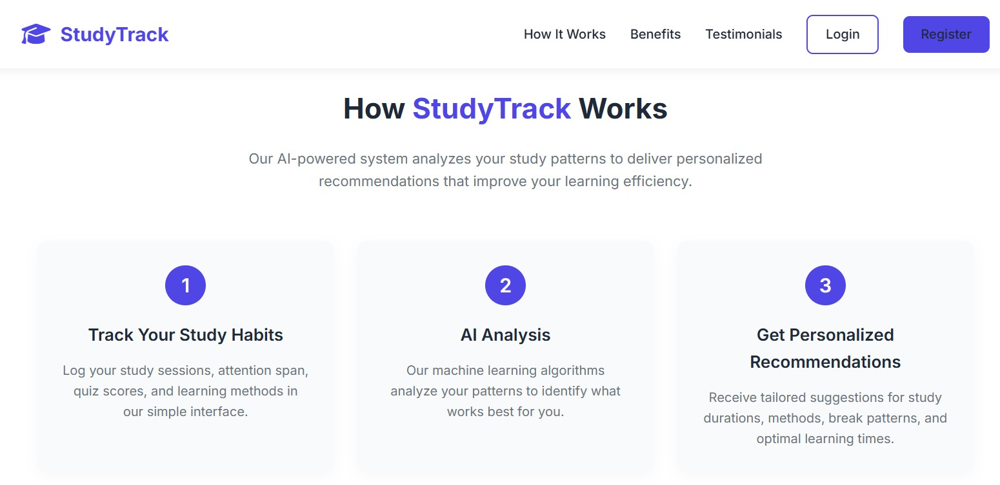 StudyTrack
How It Works
Benefits
Testimonials
Login
Register
How StudyTrack Works
Our AI-powered system analyzes your study patterns to deliver personalized
recommendations that improve your learning efficiency.
1
Track Your Study Habits
Log your study sessions, attention span,
quiz scores, and learning methods in
our simple interface.
2
AI Analysis
Our machine learning algorithms
analyze your patterns to identify what
works best for you.
3
Get Personalized
Recommendations
Receive tailored suggestions for study
durations, methods, break patterns, and
optimal learning times.